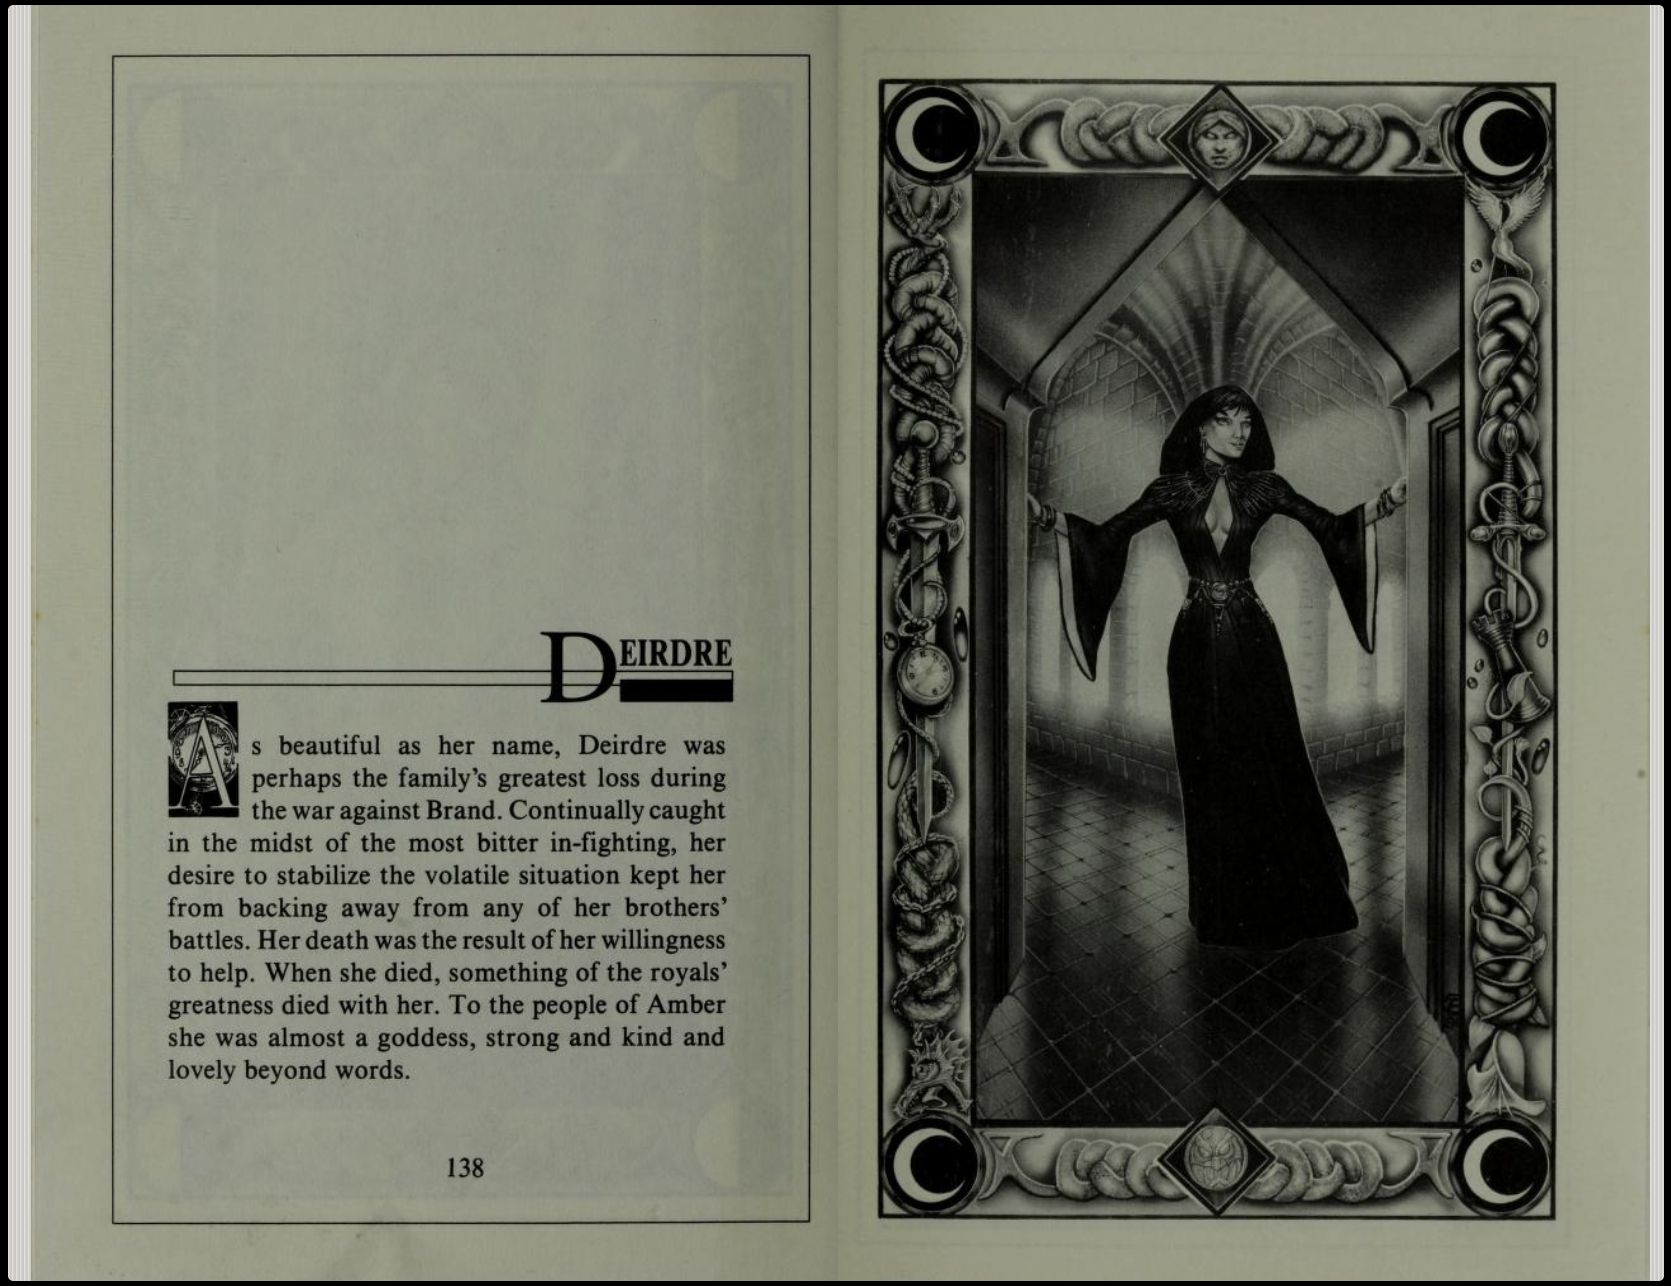 DEIRDRE
As beautiful as her name, Deirdre was
perhaps the family's greatest loss during
the war against Brand. Continually caught
in the midst of the most bitter in-fighting, her
desire to stabilize the volatile situation kept her
from backing away from any of her brothers'
battles. Her death was the result of her willingness
to help. When she died, something of the royals'
greatness died with her. To the people of Amber
she was almost a goddess, strong and kind and
lovely beyond words.
138